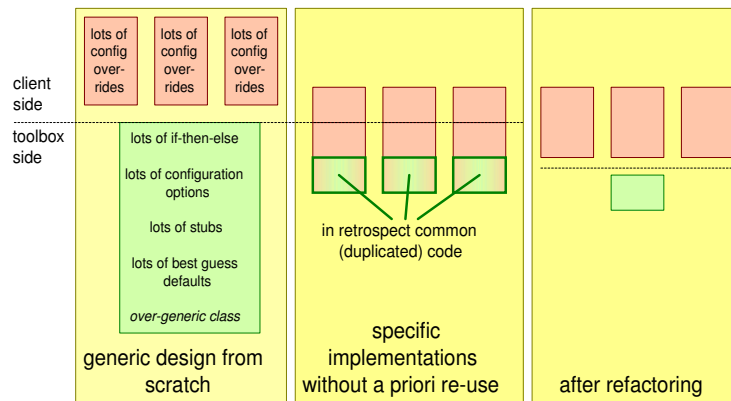 lots of
config
over-
rides
lots of
config
over-
rides
lots of
config
over-
rides
client
side
toolbox
side
lots of if-then-else
lots of configuration
options
lots of stubs
lots of best guess
defaults
over-generic class
generic design from
scratch
in retrospect common
(duplicated) code
specific
implementations
without a priori re-use
after refactoring